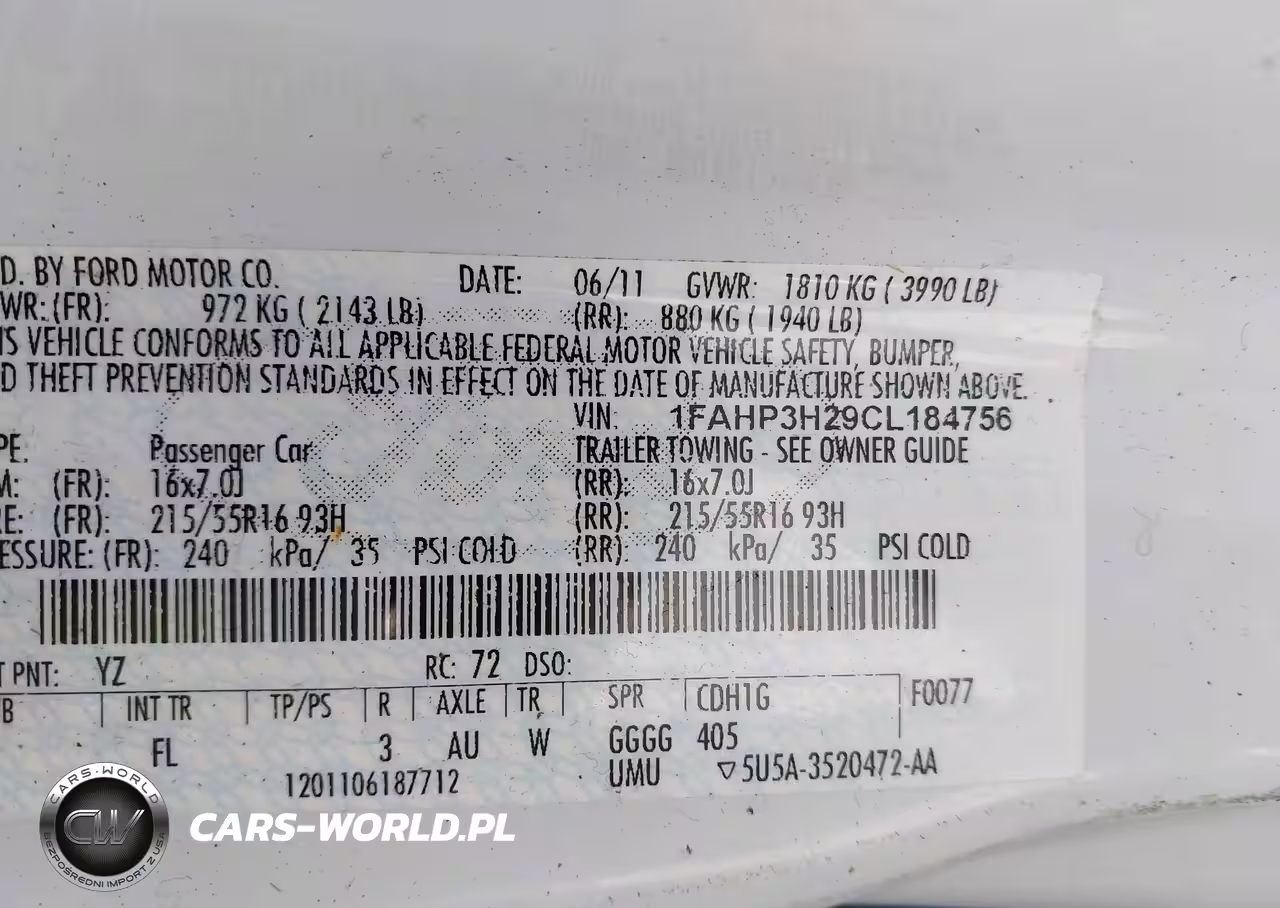 D. BY FORD MOTOR CO. DATE: 06/11 GVWR: 1810 KG ( 3990 LB)
WR: (FR): 972 KG ( 2143 LB) (RR): 880 KG ( 1940 LB)
IS VEHICLE CONFORMS TO ALL APPLICABLE FEDERAL MOTOR VEHICLE SAFETY, BUMPER,
D THEFT PREVENTION STANDARDS IN EFFECT ON THE DATE OF MANUFACTURE SHOWN ABOVE.
VIN: 1FAHP3H29CL184756
PE: Passenger Car TRAILER TOWING - SEE OWNER GUIDE
M: (FR): 16x7.0J (RR): 16x7.0J
RE: (FR): 215/55R16 93H (RR): 215/55R16 93H
ESSURE: (FR): 240 kPa/ 35 PSI COLD (RR): 240 kPa/ 35 PSI COLD
T PNT: YZ RC: 72 DSO:
B INT TR TP/PS R AXLE TR SPR CDH1G F0077
FL 3 AU W GGGG 405
1201106187712 UMU ▽5U5A-3520472-AA
CARS-WORLD
CW
BEZPOŚREDNI IMPORT Z USA
CARS-WORLD.PL